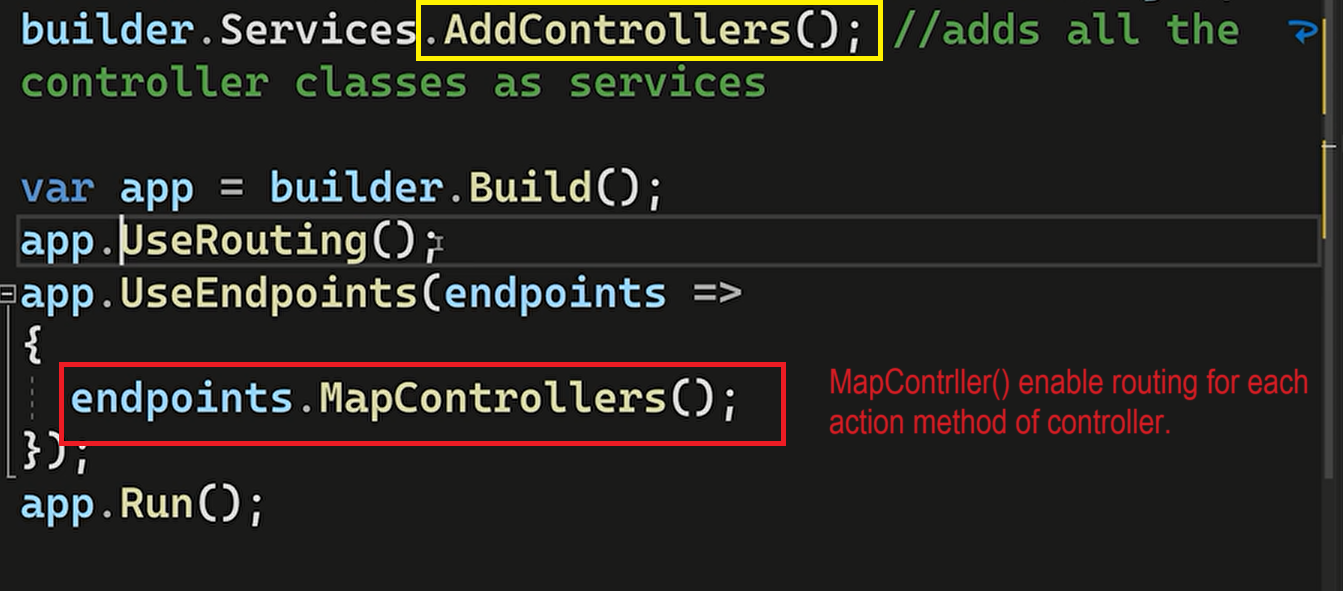 builder.Services.AddControllers(); //adds all the
controller classes as services
var app = builder.Build();
app.UseRouting();
app.UseEndpoints(endpoints =>
{
endpoints.MapControllers();
MapContrller() enable routing for each
action method of controller.
});
app.Run();